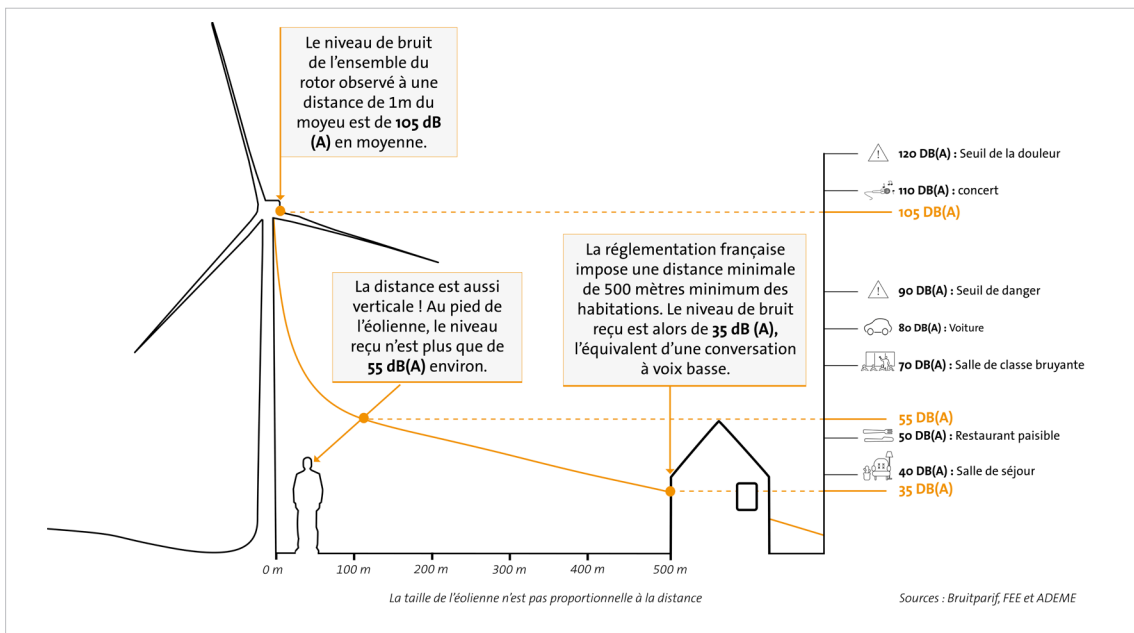 Le niveau de bruit
de l'ensemble du
rotor observé à une
distance de 1m du
moyeu est de 105 dB
(A) en moyenne.
La distance est aussi
verticale ! Au pied de
l'éolienne, le niveau
reçu n'est plus que de
55 dB(A) environ.
La réglementation française
impose une distance minimale
de 500 mètres minimum des
habitations. Le niveau de bruit
reçu est alors de 35 dB (A),
l'équivalent d'une conversation
à voix basse.
120 DB(A) : Seuil de la douleur
110 DB(A) : concert
105 DB(A)
90 DB(A) : Seuil de danger
80 DB(A) : Voiture
70 DB(A) : Salle de classe bruyante
55 DB(A)
50 DB(A) : Restaurant paisible
40 DB(A) : Salle de séjour
35 DB(A)
0 m 100 m 200 m 300 m 400 m 500 m
La taille de l'éolienne n'est pas proportionnelle à la distance
Sources : Bruitparif, FEE et ADEME